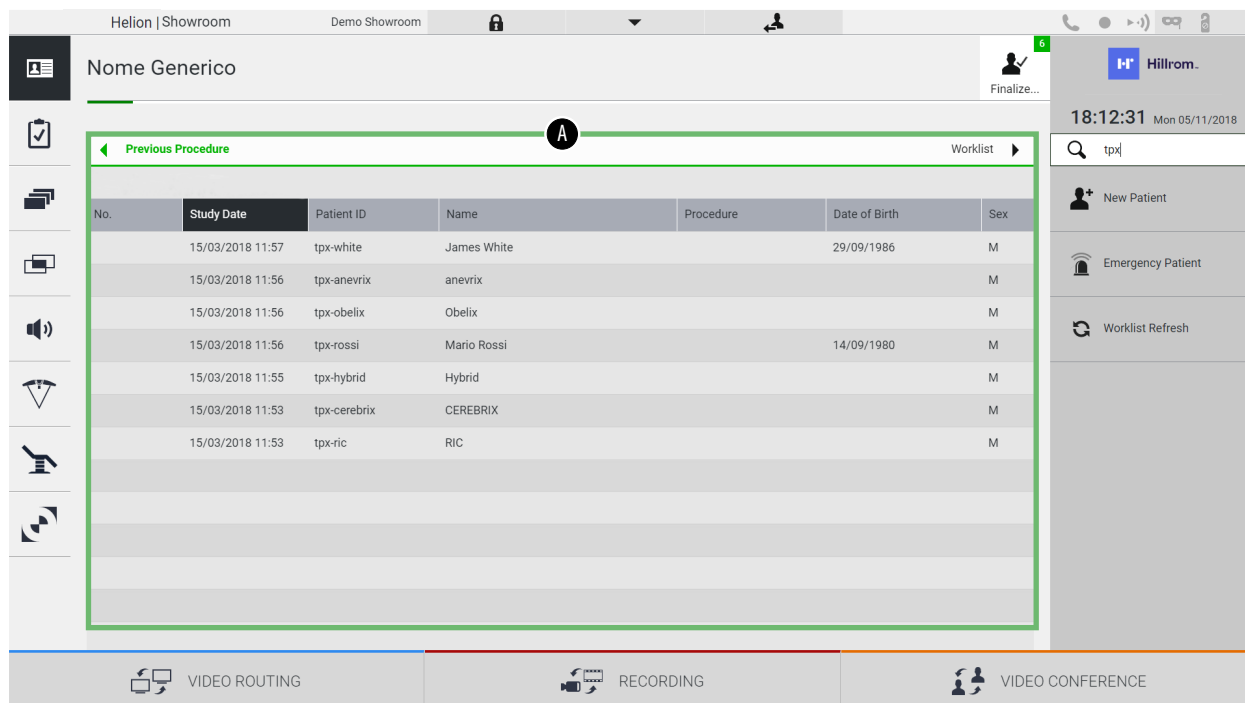 Helion | Showroom Demo Showroom
Nome Generico
6
Finalize...
Hillrom.
18:12:31 Mon 05/11/2018
tpx
A
Previous Procedure Worklist
New Patient
No. Study Date Patient ID Name Procedure Date of Birth Sex
15/03/2018 11:57 tpx-white James White 29/09/1986 M
15/03/2018 11:56 tpx-anevrix anevrix M
15/03/2018 11:56 tpx-obelix Obelix M
15/03/2018 11:56 tpx-rossi Mario Rossi 14/09/1980 M
15/03/2018 11:55 tpx-hybrid Hybrid M
15/03/2018 11:53 tpx-cerebrix CEREBRIX M
15/03/2018 11:53 tpx-ric RIC M
Emergency Patient
Worklist Refresh
VIDEO ROUTING
RECORDING
VIDEO CONFERENCE